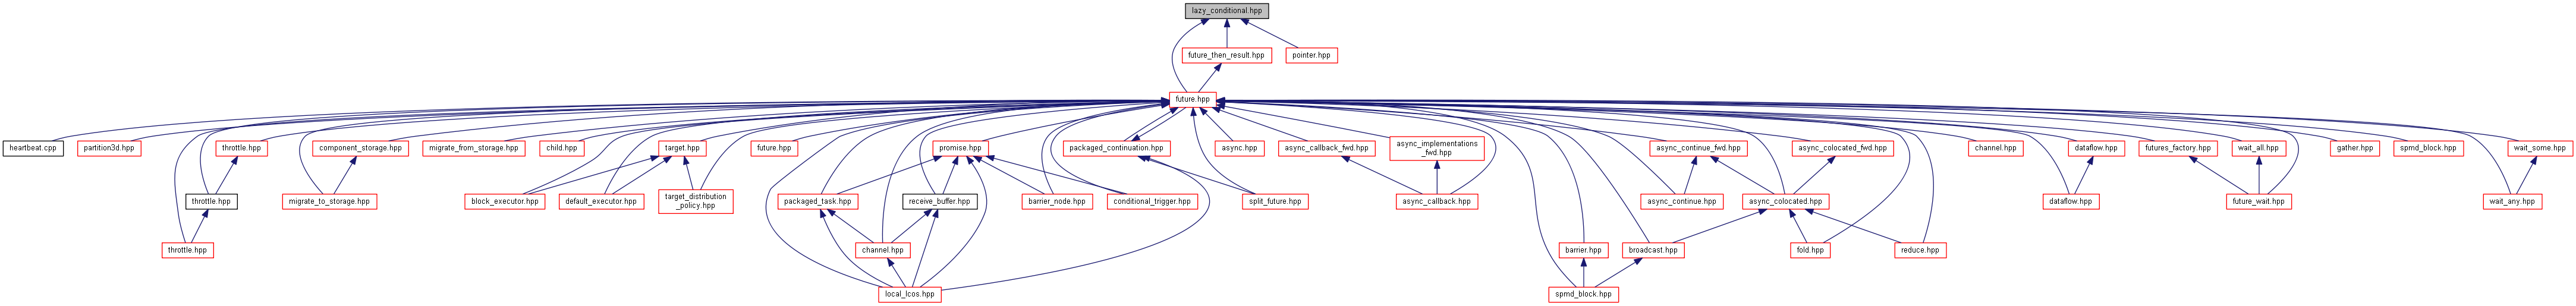 lazy_conditional.hpp
future_then_result.hpp
pointer.hpp
future.hpp
heartbeat.cpp
partition3d.hpp
throttle.hpp
component_storage.hpp
migrate_from_storage.hpp
child.hpp
target.hpp
future.hpp
promise.hpp
packaged_continuation.hpp
async.hpp
async_callback_fwd.hpp
async_implementations
_fwd.hpp
async_continue_fwd.hpp
async_colocated_fwd.hpp
channel.hpp
dataflow.hpp
futures_factory.hpp
wait_all.hpp
gather.hpp
spmd_block.hpp
wait_some.hpp
throttle.hpp
migrate_to_storage.hpp
block_executor.hpp
default_executor.hpp
target_distribution
_policy.hpp
packaged_task.hpp
receive_buffer.hpp
barrier_node.hpp
conditional_trigger.hpp
split_future.hpp
async_callback.hpp
async_continue.hpp
async_colocated.hpp
dataflow.hpp
future_wait.hpp
wait_any.hpp
throttle.hpp
channel.hpp
barrier.hpp
broadcast.hpp
fold.hpp
reduce.hpp
local_lcos.hpp
spmd_block.hpp